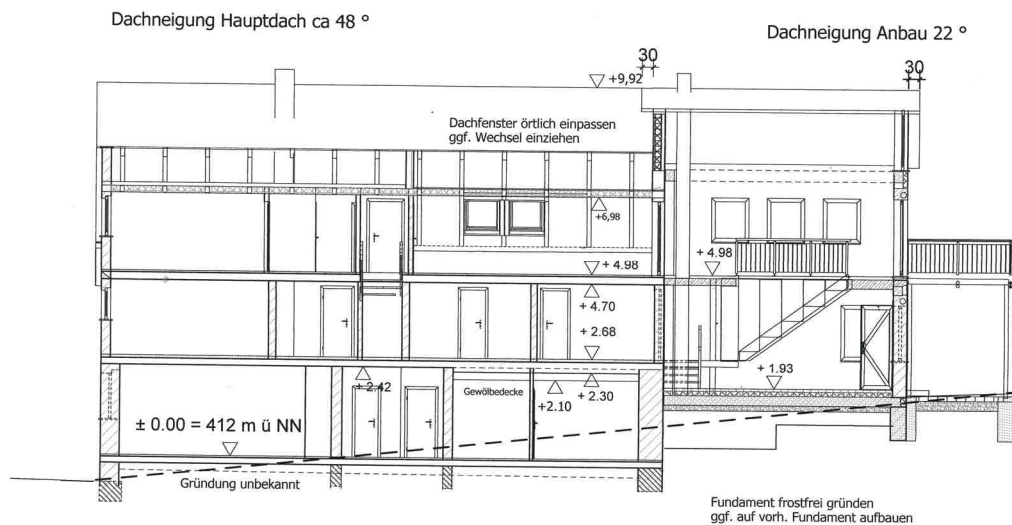 Dachneigung Hauptdach ca 48 °
Dachneigung Anbau 22 °
30
30
+9,92
Dachfenster örtlich einpassen
ggf. Wechsel einziehen
+6,98
+ 4.98
+ 4.98
+ 4.70
+ 2.68
+ 1.93
+ 2.42
Gewölbedecke
+2.10
+ 2.30
± 0.00 = 412 m ü NN
Gründung unbekannt
Fundament frostfrei gründen
ggf. auf vorh. Fundament aufbauen